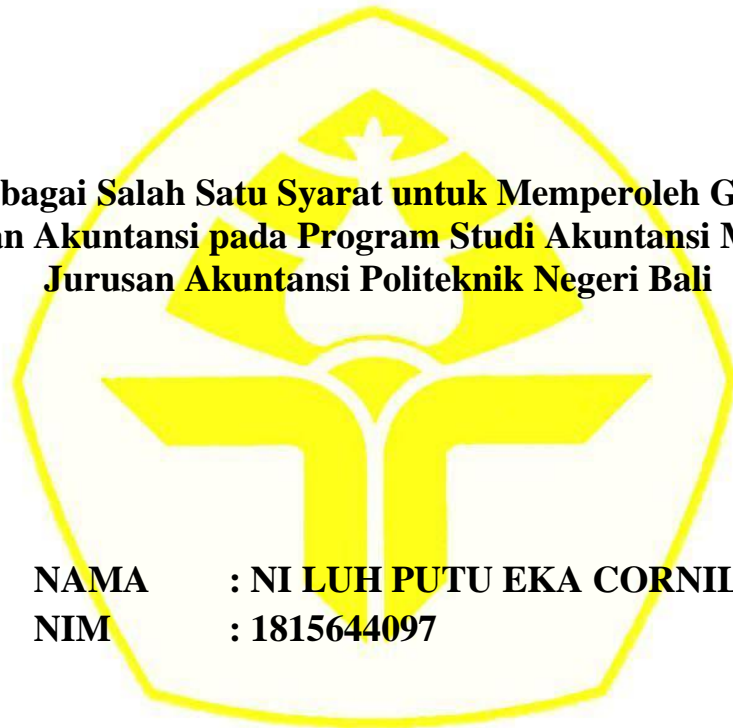 bagai Salah Satu Syarat untuk Memperoleh G
an Akuntansi pada Program Studi Akuntansi M
Jurusan Akuntansi Politeknik Negeri Bali
NAMA : NI LUH PUTU EKA CORNIL
NIM : 1815644097